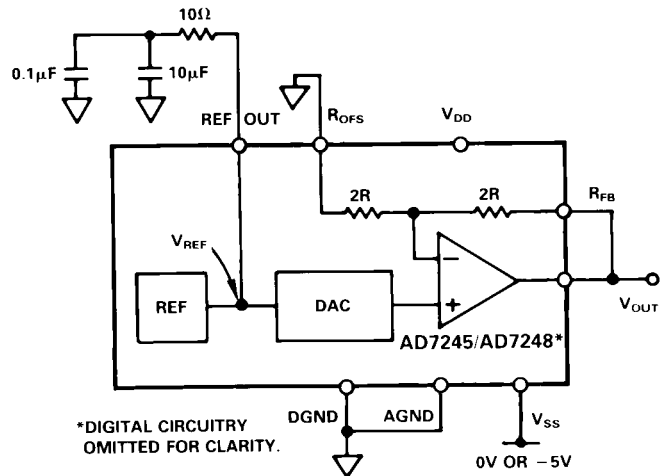 10Ω
0.1μF
10μF
REF OUT
R_OFS
V_DD
2R
2R
R_FB
V_REF
–
REF
DAC
+
V_OUT
AD7245/AD7248*
*DIGITAL CIRCUITRY
OMITTED FOR CLARITY.
DGND
AGND
V_SS
0V OR –5V